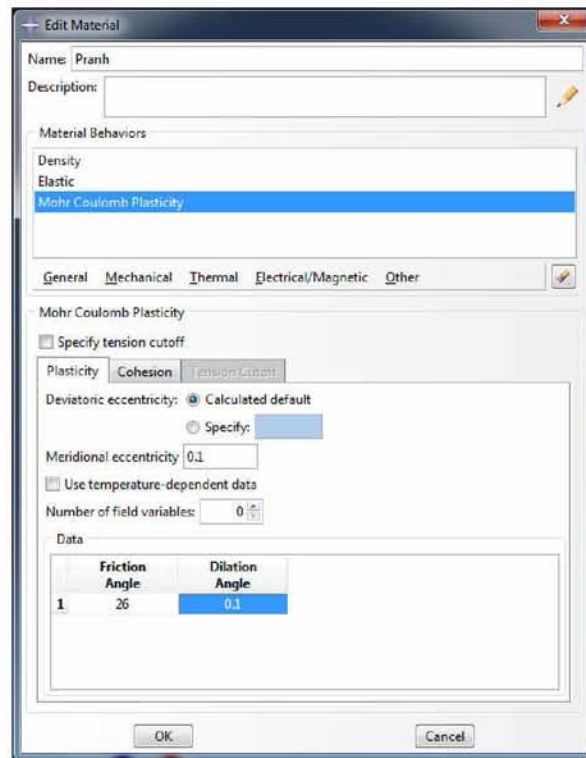 Edit Material
Name: Pranh
Description:
Material Behaviors
Density
Elastic
Mohr Coulomb Plasticity
General Mechanical Thermal Electrical/Magnetic Other
Mohr Coulomb Plasticity
Specify tension cutoff
Plasticity Cohesion Tension Cutoff
Deviatoric eccentricity: Calculated default
Specify:
Meridional eccentricity 0.1
Use temperature-dependent data
Number of field variables: 0
Data
Friction Dilation
Angle Angle
1 26 0.1
OK Cancel